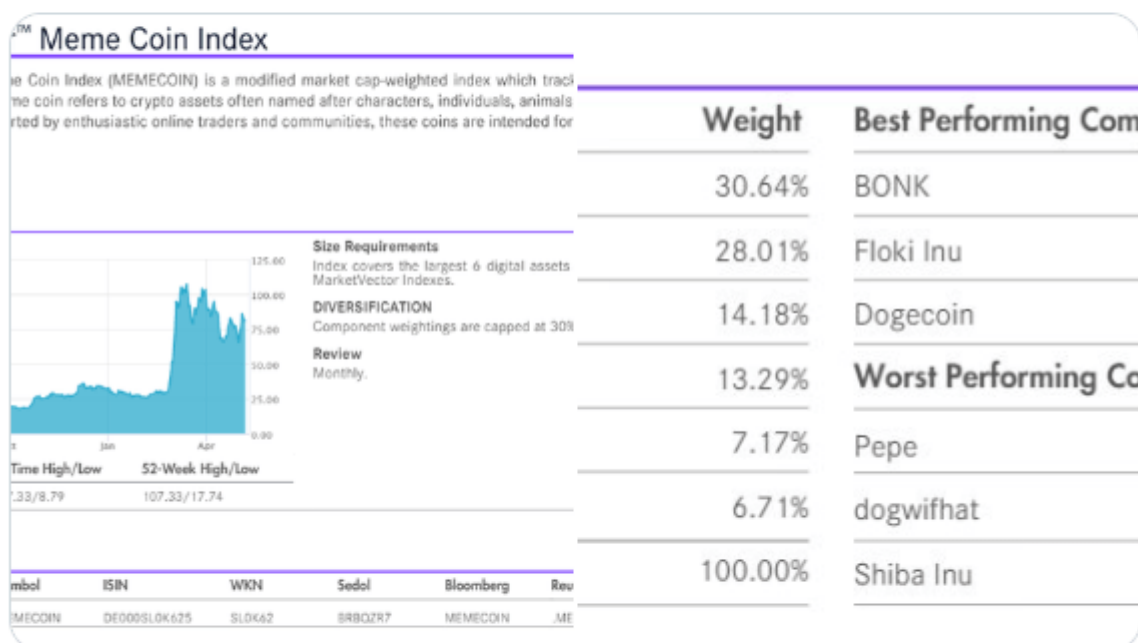 ™ Meme Coin Index
e Coin Index (MEMECOIN) is a modified market cap-weighted index which track
me coin refers to crypto assets often named after characters, individuals, animals
rted by enthusiastic online traders and communities, these coins are intended for
125.00
100.00
75.00
50.00
25.00
0.00
Jan
Apr
Size Requirements
Index covers the largest 6 digital assets
MarketVector Indexes.
DIVERSIFICATION
Component weightings are capped at 30%
Review
Monthly.
Time High/Low 52-Week High/Low
.33/8.79 107.33/17.74
mbol ISIN WKN Sedol Bloomberg Reu
MEMECOIN DE000SL0K625 SL0K62 BRBQZR7 MEMECOIN .ME
Weight Best Performing Com
30.64% BONK
28.01% Floki Inu
14.18% Dogecoin
13.29% Worst Performing Co
7.17% Pepe
6.71% dogwifhat
100.00% Shiba Inu